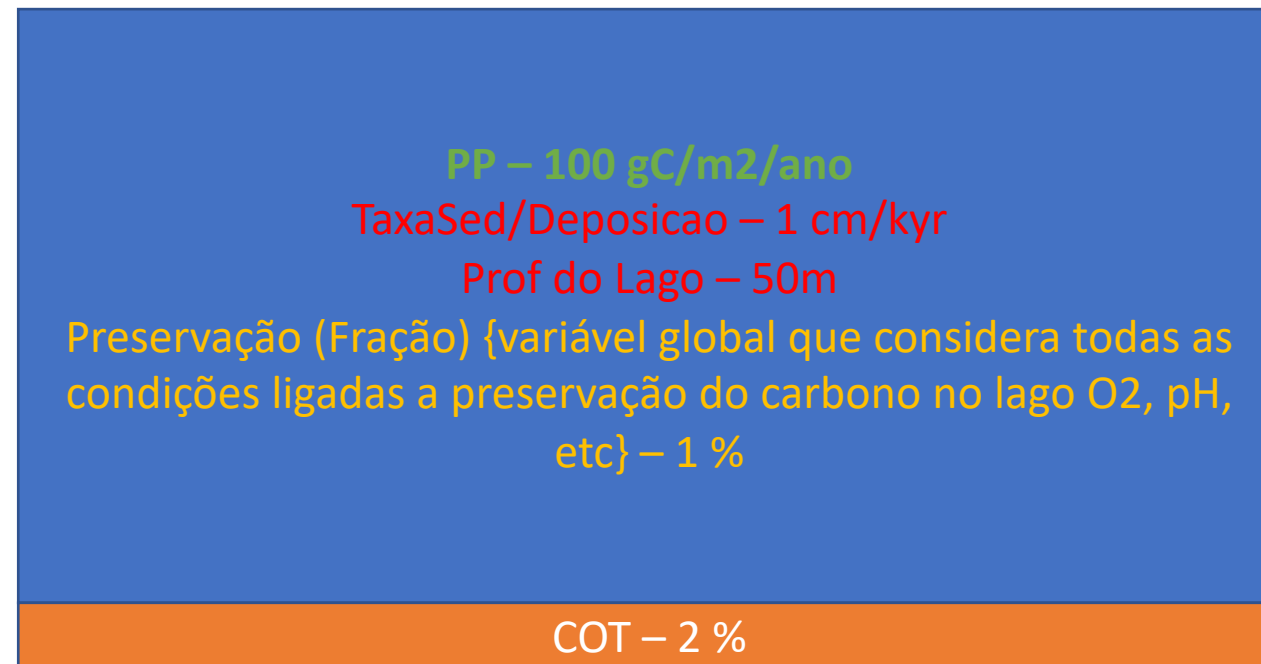 PP – 100 gC/m2/ano
TaxaSed/Deposicao – 1 cm/kyr
Prof do Lago – 50m
Preservação (Fração) {variável global que considera todas as
condições ligadas a preservação do carbono no lago O2, pH,
etc} – 1 %
COT – 2 %